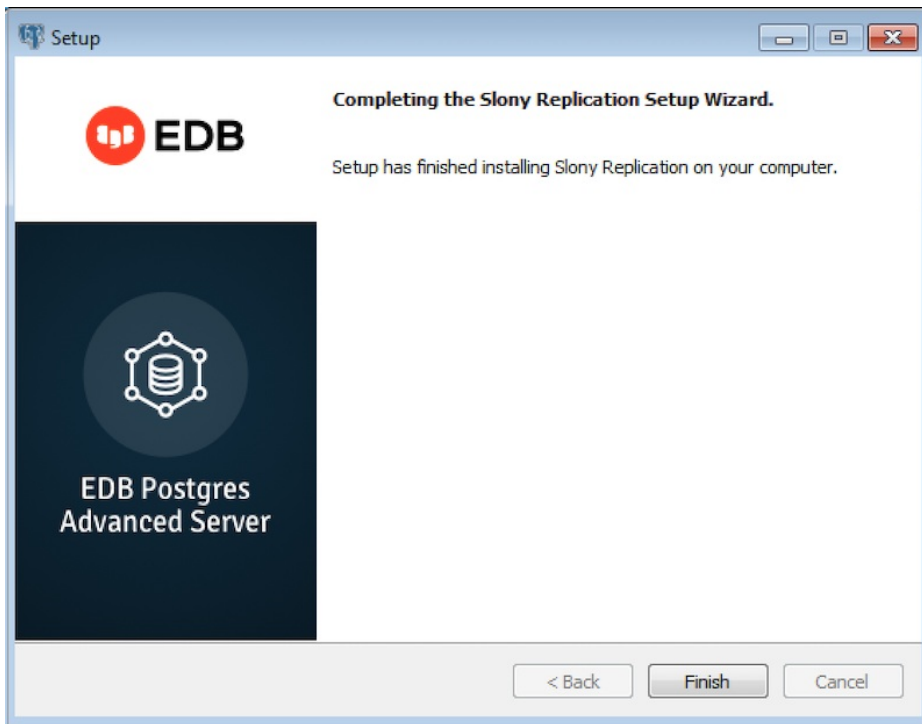 Setup
Completing the Slony Replication Setup Wizard.
EDB
Setup has finished installing Slony Replication on your computer.
EDB Postgres
Advanced Server
< Back
Finish
Cancel